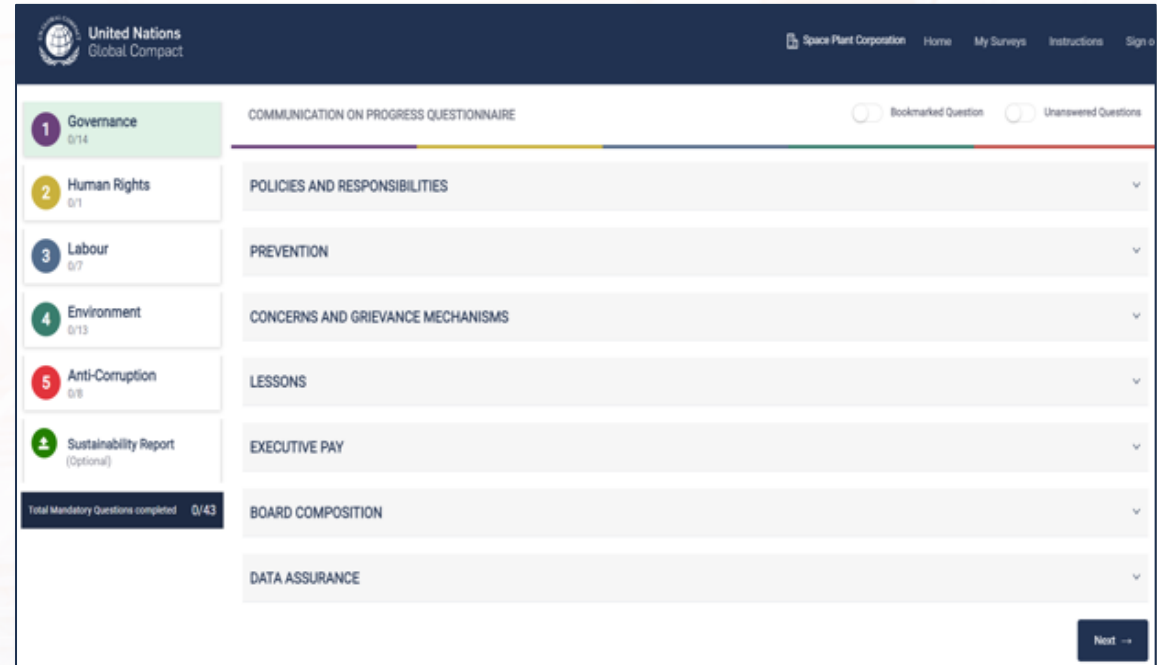 United Nations
Global Compact
Space Plant Corporation Home My Surveys Instructions Sign o
1 Governance
0/14
2 Human Rights
0/1
3 Labour
0/7
4 Environment
0/13
5 Anti-Corruption
0/8
Sustainability Report
(Optional)
Total Mandatory Questions completed 0/43
COMMUNICATION ON PROGRESS QUESTIONNAIRE
Bookmarked Question Unanswered Questions
POLICIES AND RESPONSIBILITIES
PREVENTION
CONCERNS AND GRIEVANCE MECHANISMS
LESSONS
EXECUTIVE PAY
BOARD COMPOSITION
DATA ASSURANCE
Next →